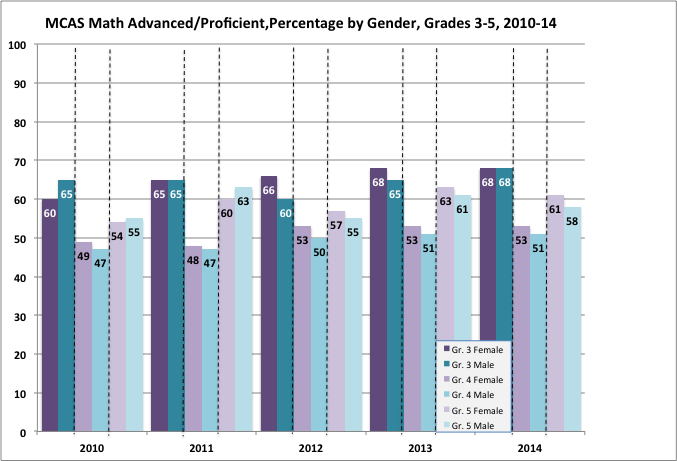 MCAS Math Advanced/Proficient,Percentage by Gender, Grades 3-5, 2010-14
100
90
80
70
60
50
40
30
20
10
0
60 65 49 47 54 55
65 65 48 47 60 63
66 60 53 50 57 55
68 65 53 51 63 61
68 68 53 51 61 58
Gr. 3 Female
Gr. 3 Male
Gr. 4 Female
Gr. 4 Male
Gr. 5 Female
Gr. 5 Male
2010 2011 2012 2013 2014